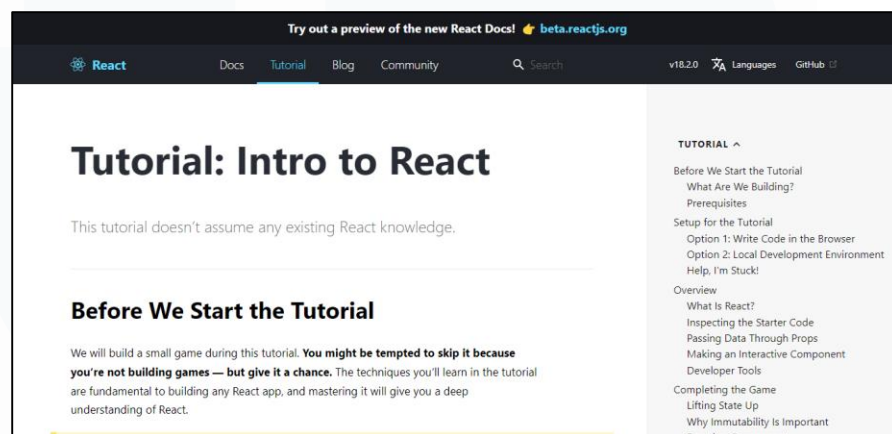 Try out a preview of the new React Docs! 👉 beta.reactjs.org
React Docs Tutorial Blog Community Search v18.2.0 Languages GitHub
Tutorial: Intro to React
This tutorial doesn't assume any existing React knowledge.
Before We Start the Tutorial
We will build a small game during this tutorial. You might be tempted to skip it because
you're not building games — but give it a chance. The techniques you'll learn in the tutorial
are fundamental to building any React app, and mastering it will give you a deep
understanding of React.
TUTORIAL
Before We Start the Tutorial
What Are We Building?
Prerequisites
Setup for the Tutorial
Option 1: Write Code in the Browser
Option 2: Local Development Environment
Help, I'm Stuck!
Overview
What Is React?
Inspecting the Starter Code
Passing Data Through Props
Making an Interactive Component
Developer Tools
Completing the Game
Lifting State Up
Why Immutability Is Important